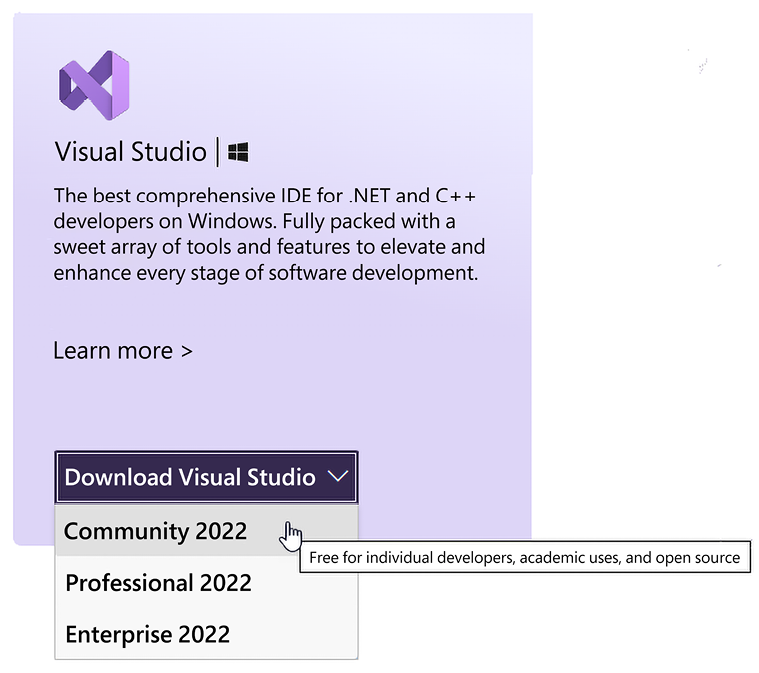 Visual Studio
The best comprehensive IDE for .NET and C++
developers on Windows. Fully packed with a
sweet array of tools and features to elevate and
enhance every stage of software development.
Learn more >
Download Visual Studio
Community 2022
Free for individual developers, academic uses, and open source
Professional 2022
Enterprise 2022